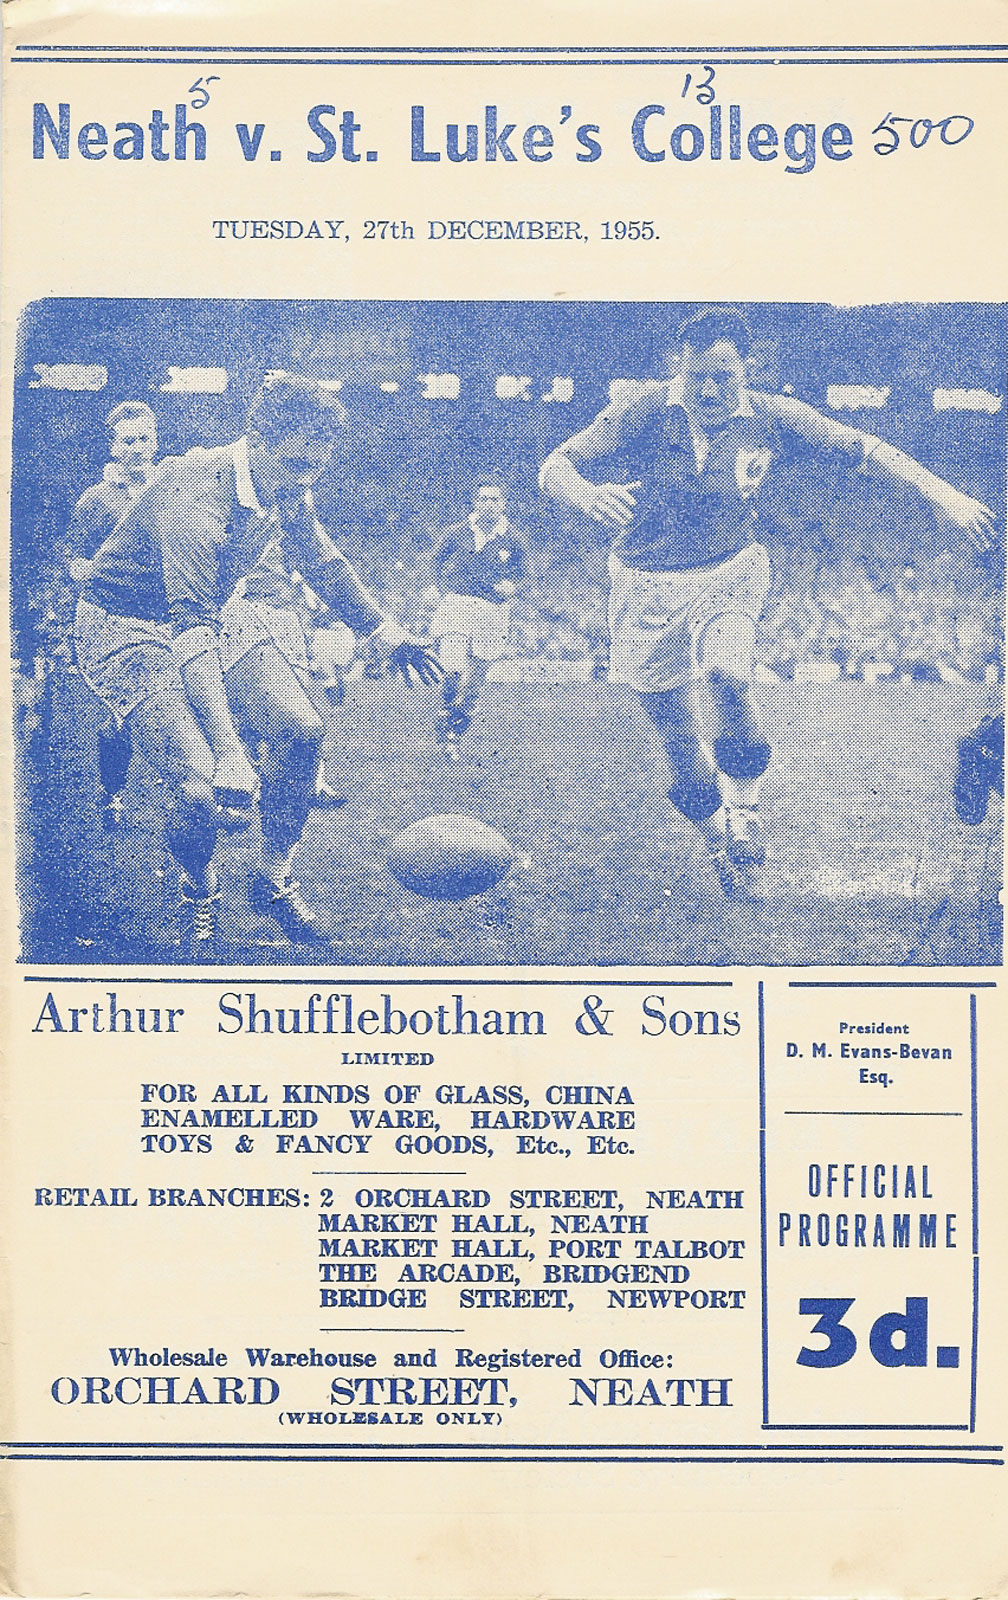 5 13
Neath v. St. Luke's College 500
TUESDAY, 27th DECEMBER, 1955.
Arthur Shufflebotham & Sons
LIMITED
FOR ALL KINDS OF GLASS, CHINA
ENAMELLED WARE, HARDWARE
TOYS & FANCY GOODS, Etc., Etc.
RETAIL BRANCHES: 2 ORCHARD STREET, NEATH
MARKET HALL, NEATH
MARKET HALL, PORT TALBOT
THE ARCADE, BRIDGEND
BRIDGE STREET, NEWPORT
Wholesale Warehouse and Registered Office:
ORCHARD STREET, NEATH
(WHOLESALE ONLY)
President
D. M. Evans-Bevan
Esq.
OFFICIAL
PROGRAMME
3d.